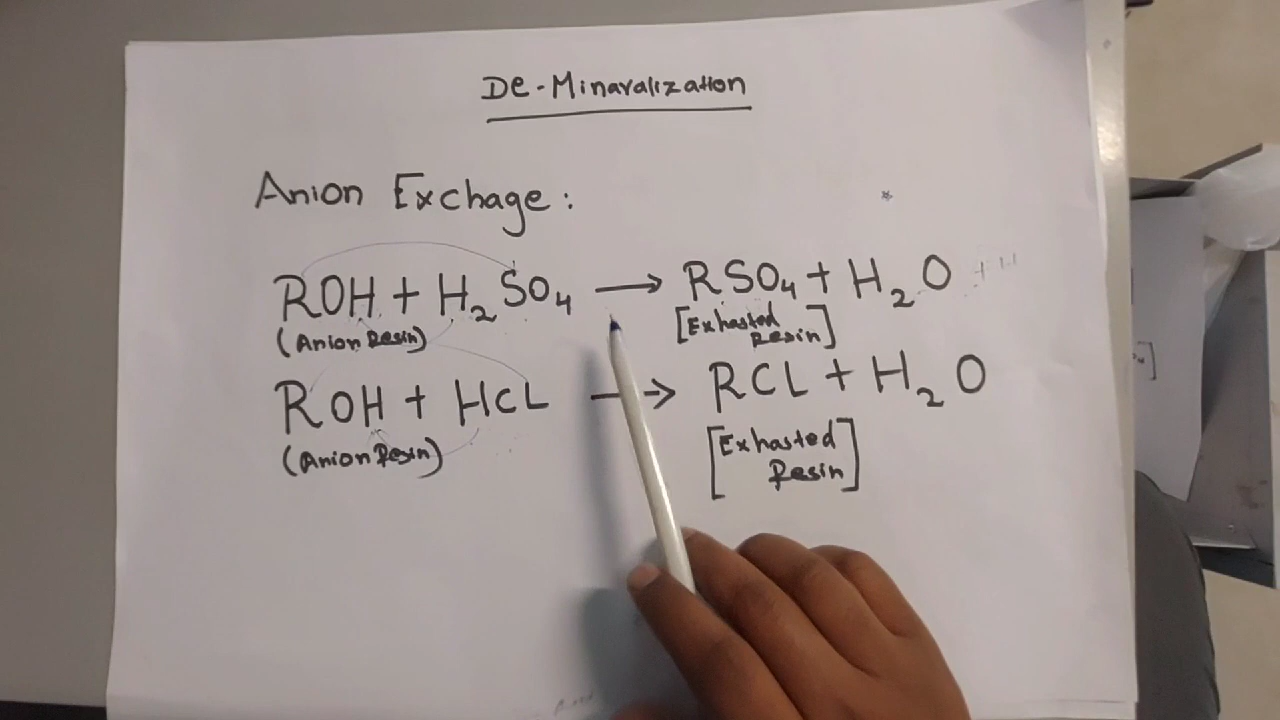 De-Minaralization
Anion Exchage:
ROH + H₂SO₄ → RSO₄ + H₂O
(Anion Resin) [Exhasted Resin]
ROH + HCL → RCL + H₂O
(Anion Resin) [Exhasted Resin]